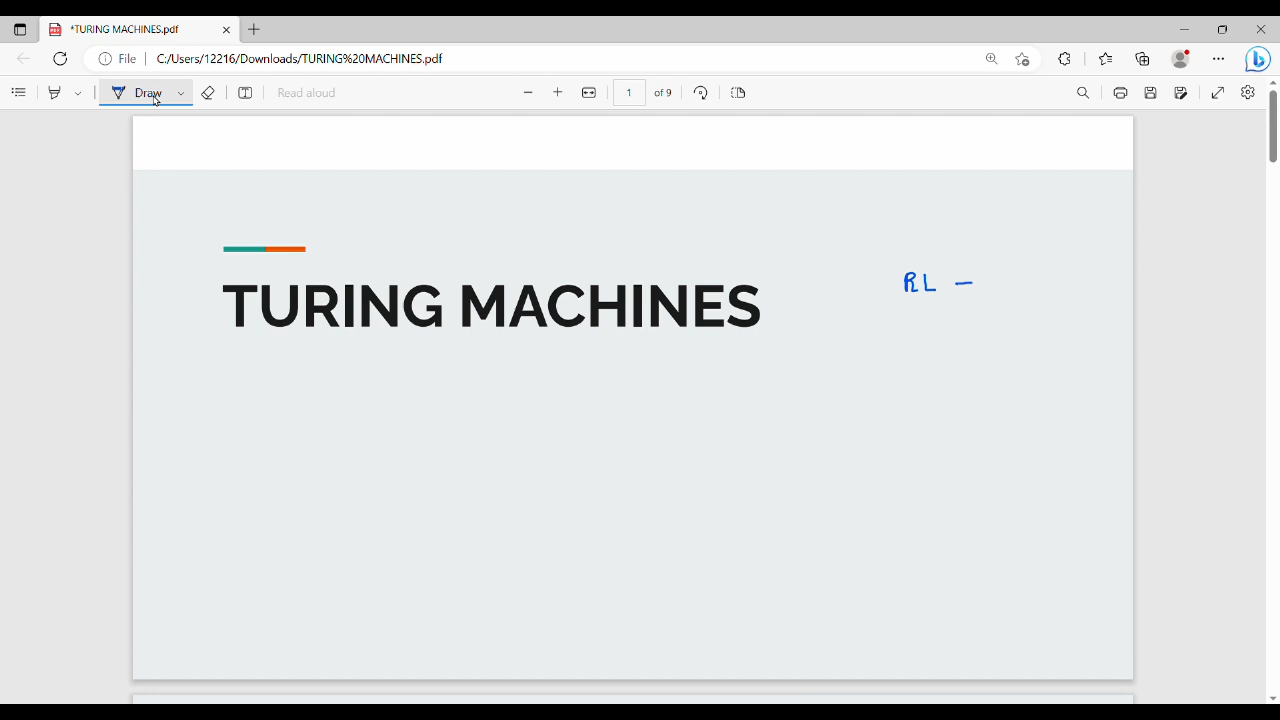 *TURING MACHINES.pdf
File | C:/Users/12216/Downloads/TURING%20MACHINES.pdf
Draw
Read aloud
1 of 9
TURING MACHINES
RL –